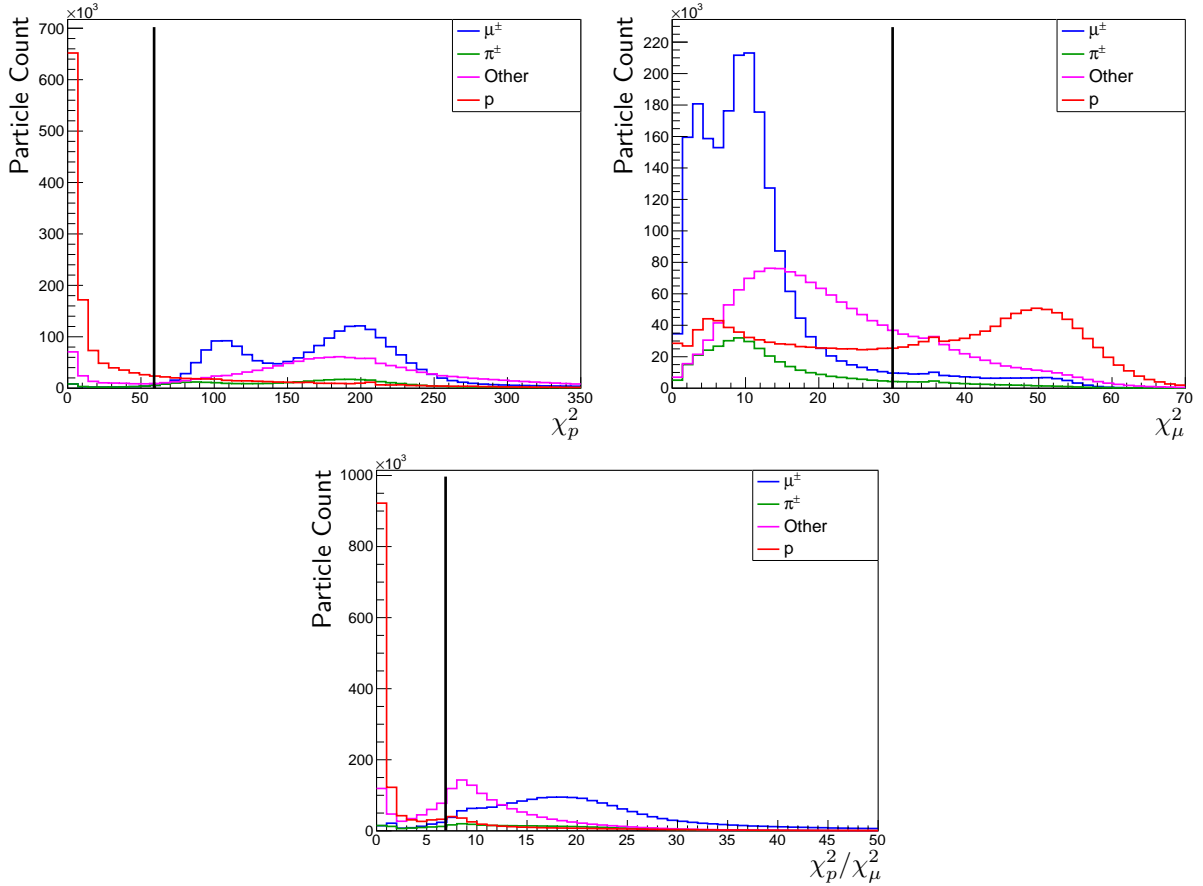 ×10³
700
600
500
400
300
200
100
0
Particle Count
μ±
π±
Other
p
0 50 100 150 200 250 300 350
χ²ₚ
×10³
220
200
180
160
140
120
100
80
60
40
20
0
Particle Count
μ±
π±
Other
p
0 10 20 30 40 50 60 70
χ²_μ
×10³
1000
800
600
400
200
0
Particle Count
μ±
π±
Other
p
0 5 10 15 20 25 30 35 40 45 50
χ²ₚ/χ²_μ